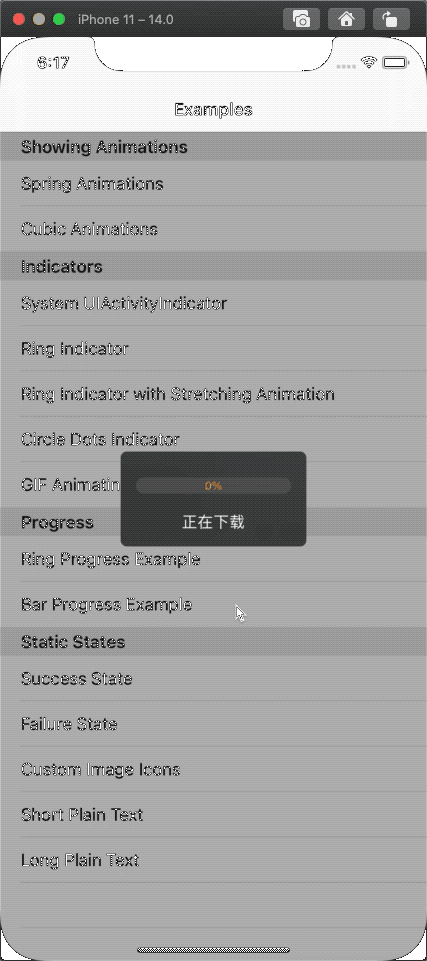 iPhone 11 – 14.0
6:17
Examples
Showing Animations
Spring Animations
Cubic Animations
Indicators
System UIActivityIndicator
Ring Indicator
Ring Indicator with Stretching Animation
Circle Dots Indicator
GIF Animatin
0%
正在下载
Progress
Ring Progress Example
Bar Progress Example
Static States
Success State
Failure State
Custom Image Icons
Short Plain Text
Long Plain Text